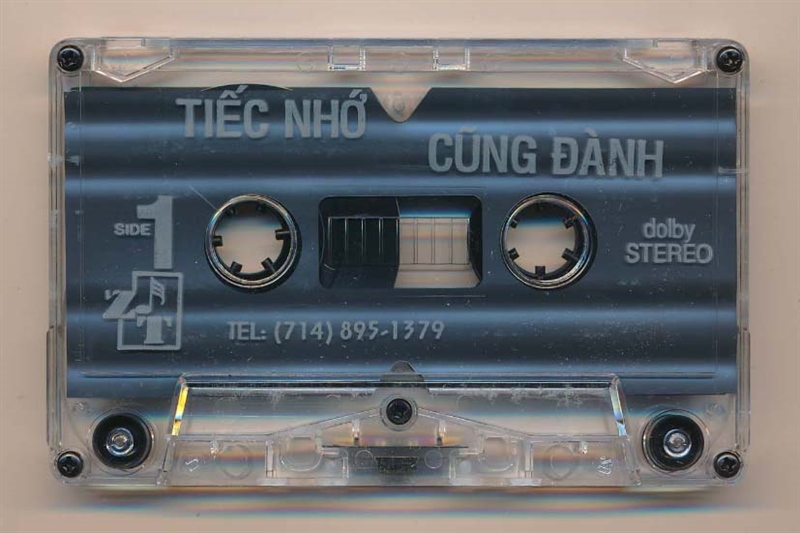 TIẾC NHỚ
CŨNG ĐÀNH
SIDE 1
dolby
STEREO
ZT
TEL: (714) 895-1379